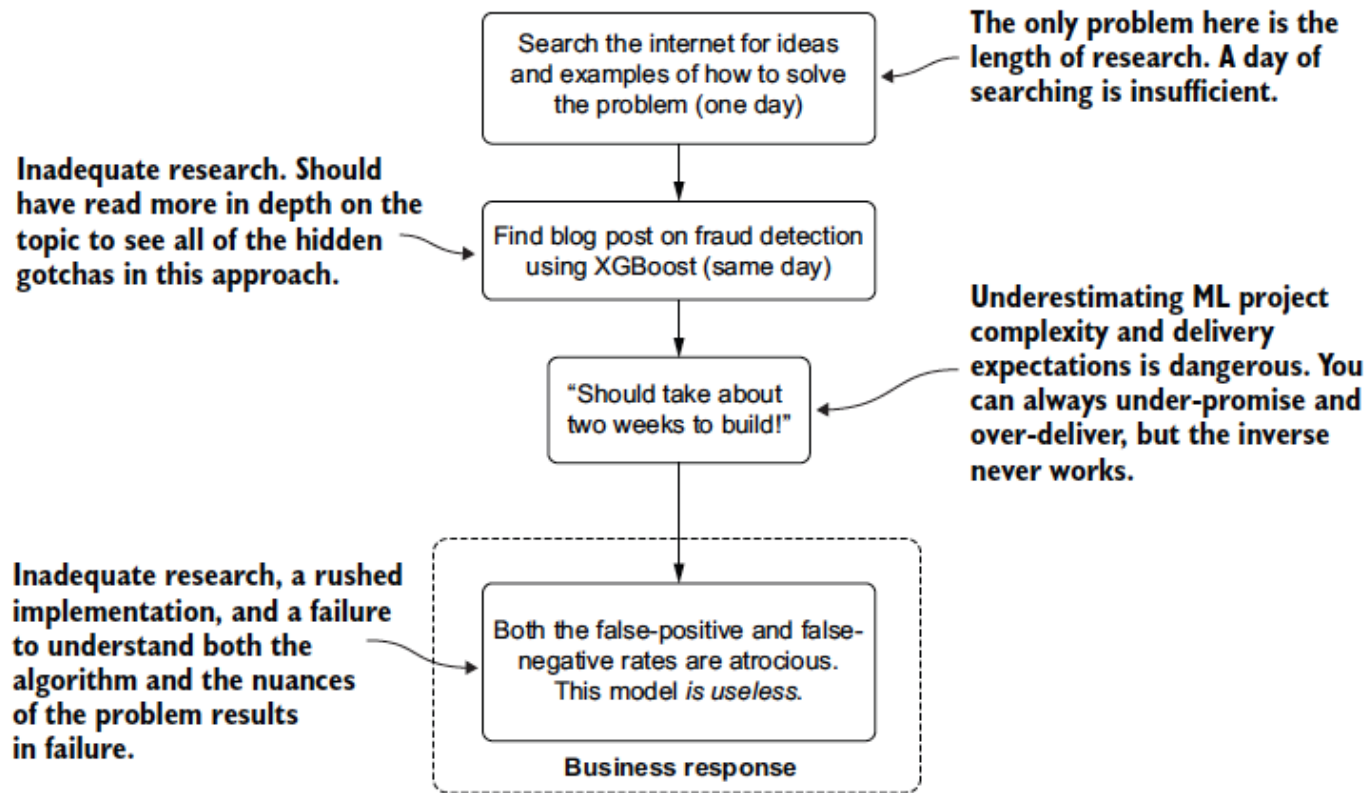 Search the internet for ideas
and examples of how to solve
the problem (one day)
The only problem here is the
length of research. A day of
searching is insufficient.
Inadequate research. Should
have read more in depth on the
topic to see all of the hidden
gotchas in this approach.
Find blog post on fraud detection
using XGBoost (same day)
Underestimating ML project
complexity and delivery
expectations is dangerous. You
can always under-promise and
over-deliver, but the inverse
never works.
“Should take about
two weeks to build!”
Inadequate research, a rushed
implementation, and a failure
to understand both the
algorithm and the nuances
of the problem results
in failure.
Both the false-positive and false-
negative rates are atrocious.
This model is useless.
Business response